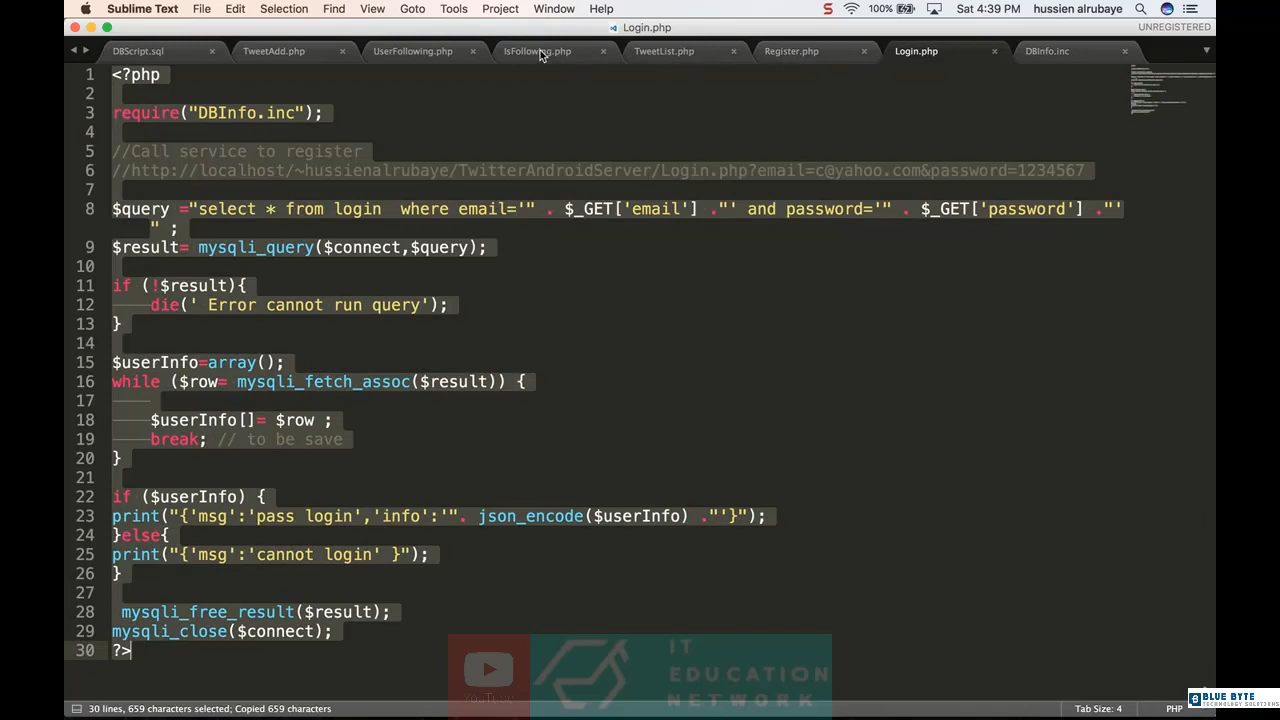 Sublime Text File Edit Selection Find View Goto Tools Project Window Help 100% Sat 4:39 PM hussien alrubaye
Login.php UNREGISTERED
DBScript.sql TweetAdd.php UserFollowing.php IsFollowing.php TweetList.php Register.php Login.php DBInfo.inc
1 <?php
2
3 require("DBInfo.inc");
4
5 //Call service to register
6 //http://localhost/~hussienalrubaye/TwitterAndroidServer/Login.php?email=c@yahoo.com&password=1234567
7
8 $query ="select * from login  where email='" . $_GET['email'] ."' and password='" . $_GET['password'] ."'
" ;
9 $result= mysqli_query($connect,$query);
10
11 if (!$result){
12 die(' Error cannot run query');
13 }
14
15 $userInfo=array();
16 while ($row= mysqli_fetch_assoc($result)) {
17
18 $userInfo[]= $row ;
19 break; // to be save
20 }
21
22 if ($userInfo) {
23 print("{'msg':'pass login','info':'". json_encode($userInfo) ."'}");
24 }else{
25 print("{'msg':'cannot login' }");
26 }
27
28 mysqli_free_result($result);
29 mysqli_close($connect);
30 ?>
YouTube
IT
EDUCATION
NETWORK
BLUE BYTE
TECHNOLOGY SOLUTIONS
30 lines, 659 characters selected; Copied 659 characters Tab Size: 4 PHP